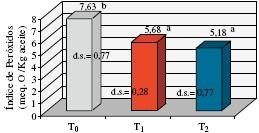 Índice de Peróxidos
(meq. O /Kg aceite)
8
7
6
5
4
3
2
1
0
7,63 b
5,68 a
5,18 a
d.s.= 0,77
d.s.= 0,28
d.s.= 0,77
T0
T1
T2